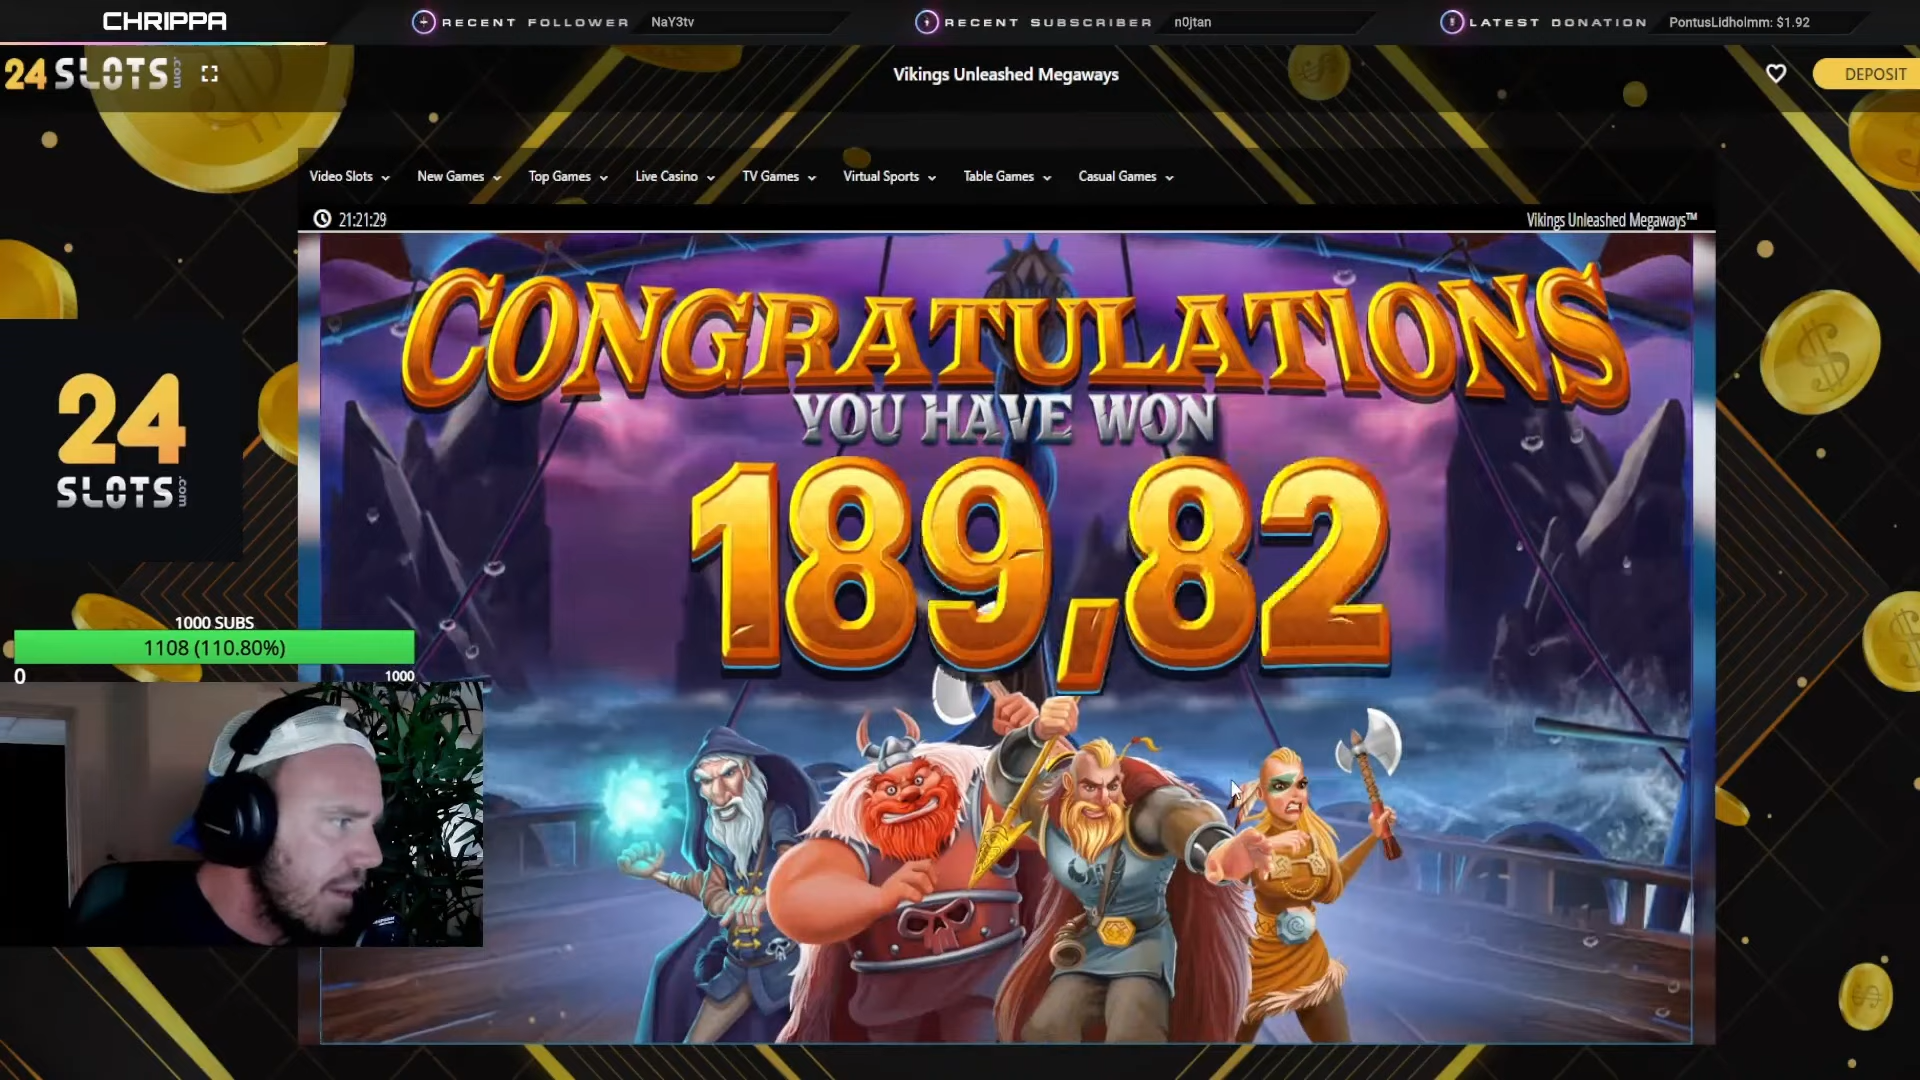 CHRIPPA
RECENT FOLLOWER NaY3tv
RECENT SUBSCRIBER n0jtan
LATEST DONATION PontusLidholmm: $1.92
24 SLOTS .com
Vikings Unleashed Megaways
DEPOSIT
Video Slots New Games Top Games Live Casino TV Games Virtual Sports Table Games Casual Games
21:21:29
Vikings Unleashed Megaways™
CONGRATULATIONS
YOU HAVE WON
189,82
24
SLOTS .com
1000 SUBS
1108 (110.80%)
0
1000